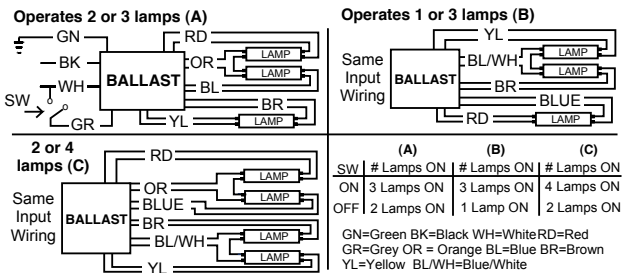 Operates 2 or 3 lamps (A)
GN
BK
WH
SW
GR
BALLAST
RD
OR
BL
BR
YL
LAMP
LAMP
LAMP
Operates 1 or 3 lamps (B)
Same
Input
Wiring
BALLAST
YL
BL/WH
BR
BLUE
RD
LAMP
LAMP
LAMP
2 or 4
lamps (C)
Same
Input
Wiring
BALLAST
RD
OR
BLUE
BR
BL/WH
YL
LAMP
LAMP
LAMP
LAMP
(A) (B) (C)
SW # Lamps ON # Lamps ON # Lamps ON
ON 3 Lamps ON 3 Lamps ON 4 Lamps ON
OFF 2 Lamps ON 1 Lamp ON 2 Lamps ON
GN=Green BK=Black WH=White RD=Red
GR=Grey OR = Orange BL=Blue BR=Brown
YL=Yellow BL/WH=Blue/White